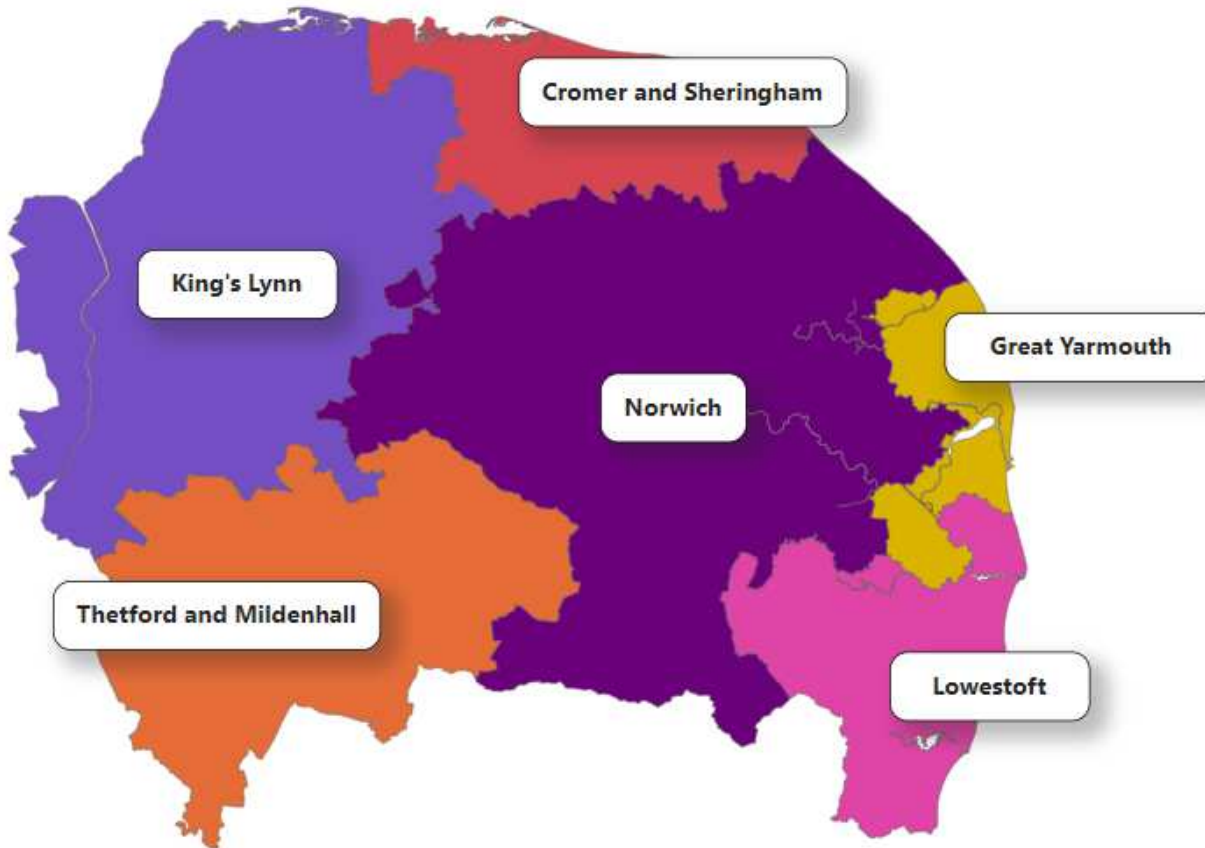 Cromer and Sheringham
King's Lynn
Great Yarmouth
Norwich
Thetford and Mildenhall
Lowestoft